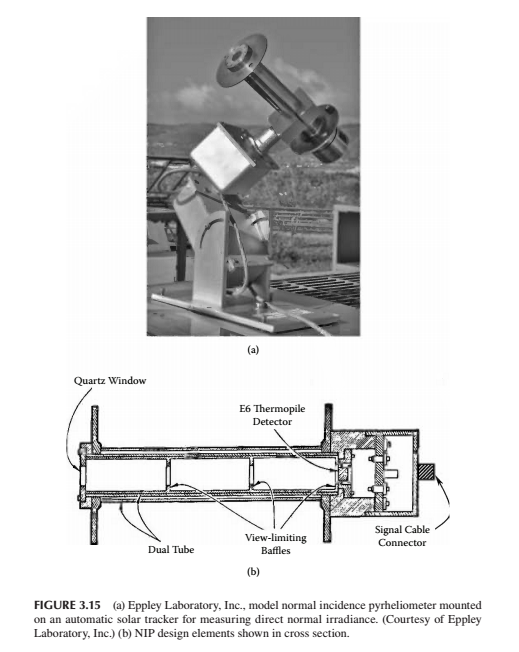 (a)
Quartz Window
E6 Thermopile
Detector
Dual Tube
View-limiting
Baffles
Signal Cable
Connector
(b)
FIGURE 3.15 (a) Eppley Laboratory, Inc., model normal incidence pyrheliometer mounted
on an automatic solar tracker for measuring direct normal irradiance. (Courtesy of Eppley
Laboratory, Inc.) (b) NIP design elements shown in cross section.